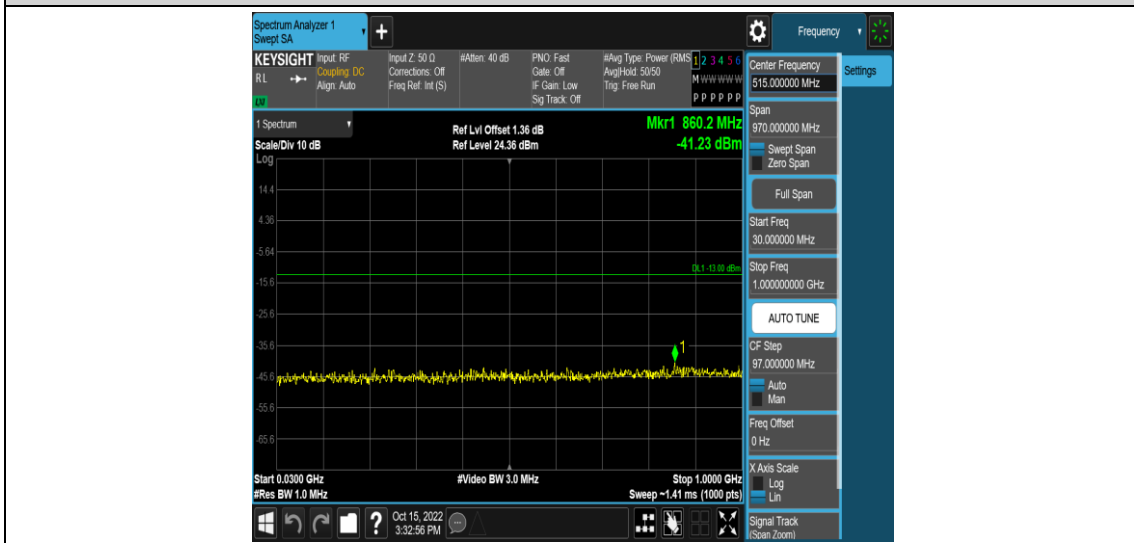 Spectrum Analyzer 1
Swept SA
+
Frequency
KEYSIGHT
RL
LXI
Input: RF
Coupling: DC
Align: Auto
Input Z: 50 Ω
Corrections: Off
Freq Ref: Int (S)
#Atten: 40 dB
PNO: Fast
Gate: Off
IF Gain: Low
Sig Track: Off
#Avg Type: Power (RMS
Avg|Hold: 50/50
Trig: Free Run
1 2 3 4 5 6
M W W W W W
P P P P P P
1 Spectrum
Scale/Div 10 dB
Ref Lvl Offset 1.36 dB
Ref Level 24.36 dBm
Mkr1 860.2 MHz
-41.23 dBm
Log
14.4
4.36
-5.64
DL1 -13.00 dBm
-15.6
-25.6
-35.6
1
-45.6
-55.6
-65.6
Start 0.0300 GHz
#Res BW 1.0 MHz
#Video BW 3.0 MHz
Stop 1.0000 GHz
Sweep ~1.41 ms (1000 pts)
?
Oct 15, 2022
3:32:56 PM
Center Frequency
515.000000 MHz
Settings
Span
970.000000 MHz
Swept Span
Zero Span
Full Span
Start Freq
30.000000 MHz
Stop Freq
1.000000000 GHz
AUTO TUNE
CF Step
97.000000 MHz
Auto
Man
Freq Offset
0 Hz
X Axis Scale
Log
Lin
Signal Track
(Span Zoom)